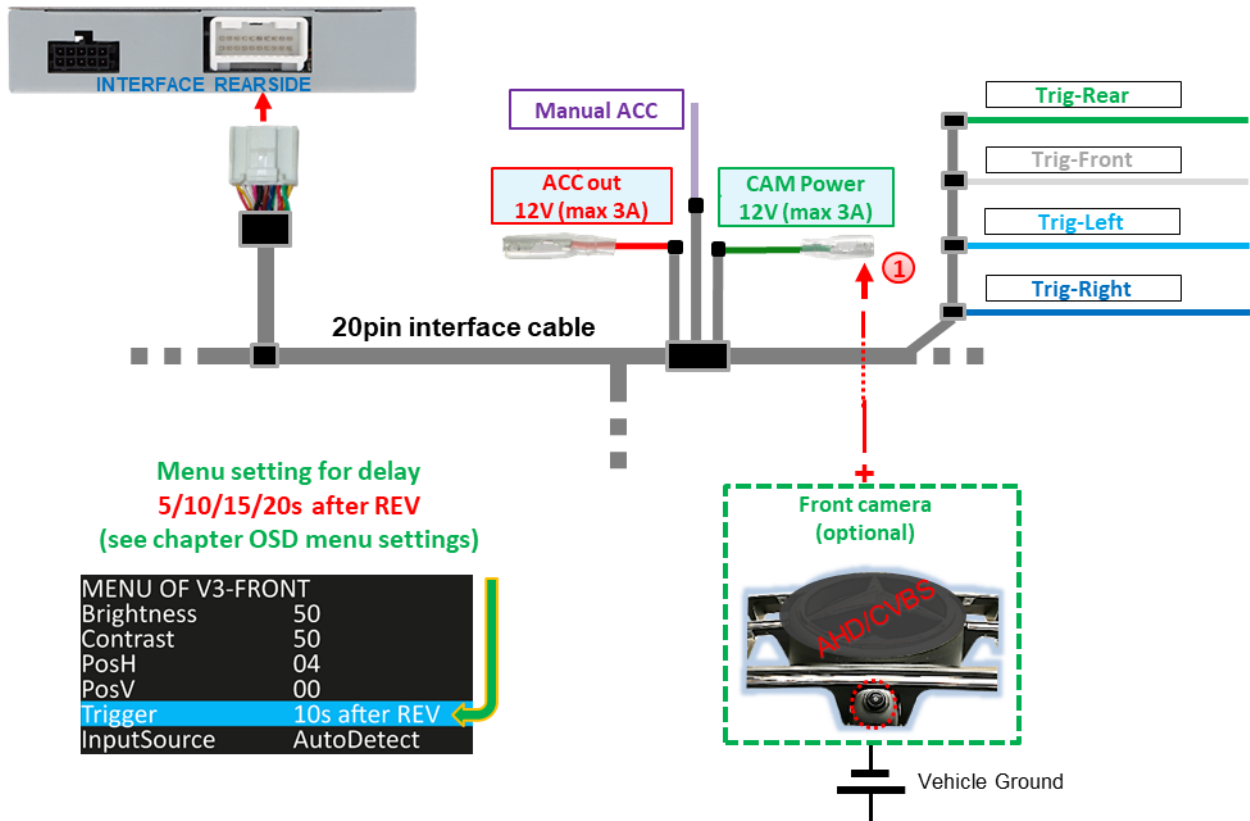 INTERFACE REARSIDE
Manual ACC
ACC out
12V (max 3A)
CAM Power
12V (max 3A)
Trig-Rear
Trig-Front
Trig-Left
Trig-Right
1
20pin interface cable
Menu setting for delay
5/10/15/20s after REV
(see chapter OSD menu settings)
MENU OF V3-FRONT
Brightness 50
Contrast 50
PosH 04
PosV 00
Trigger 10s after REV
InputSource AutoDetect
+
Front camera
(optional)
AHD/CVBS
Vehicle Ground